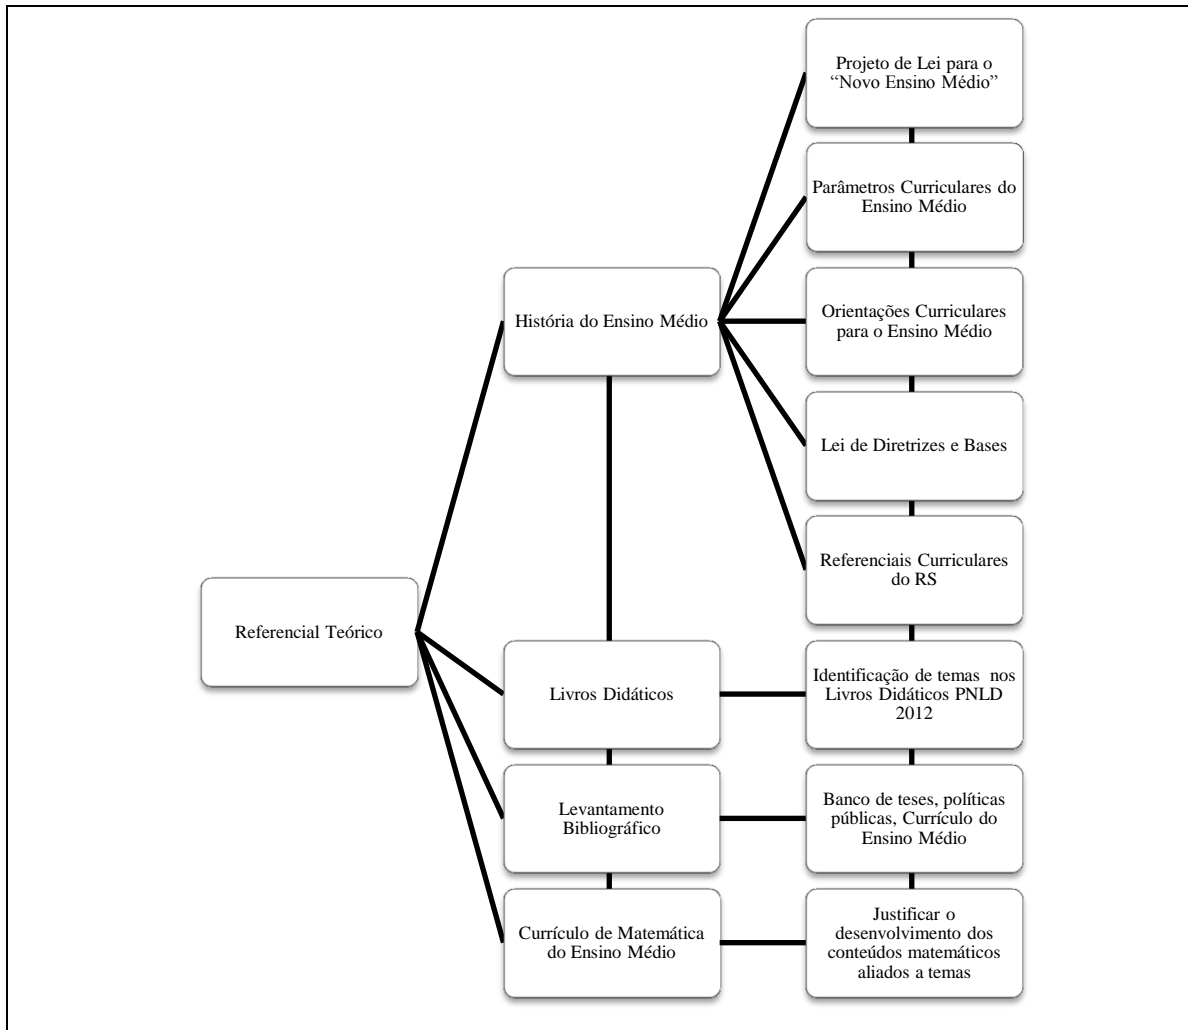 Projeto de Lei para o
“Novo Ensino Médio”
Parâmetros Curriculares do
Ensino Médio
História do Ensino Médio
Orientações Curriculares
para o Ensino Médio
Lei de Diretrizes e Bases
Referenciais Curriculares
do RS
Referencial Teórico
Livros Didáticos
Identificação de temas nos
Livros Didáticos PNLD
2012
Levantamento
Bibliográfico
Banco de teses, políticas
públicas, Currículo do
Ensino Médio
Currículo de Matemática
do Ensino Médio
Justificar o
desenvolvimento dos
conteúdos matemáticos
aliados a temas